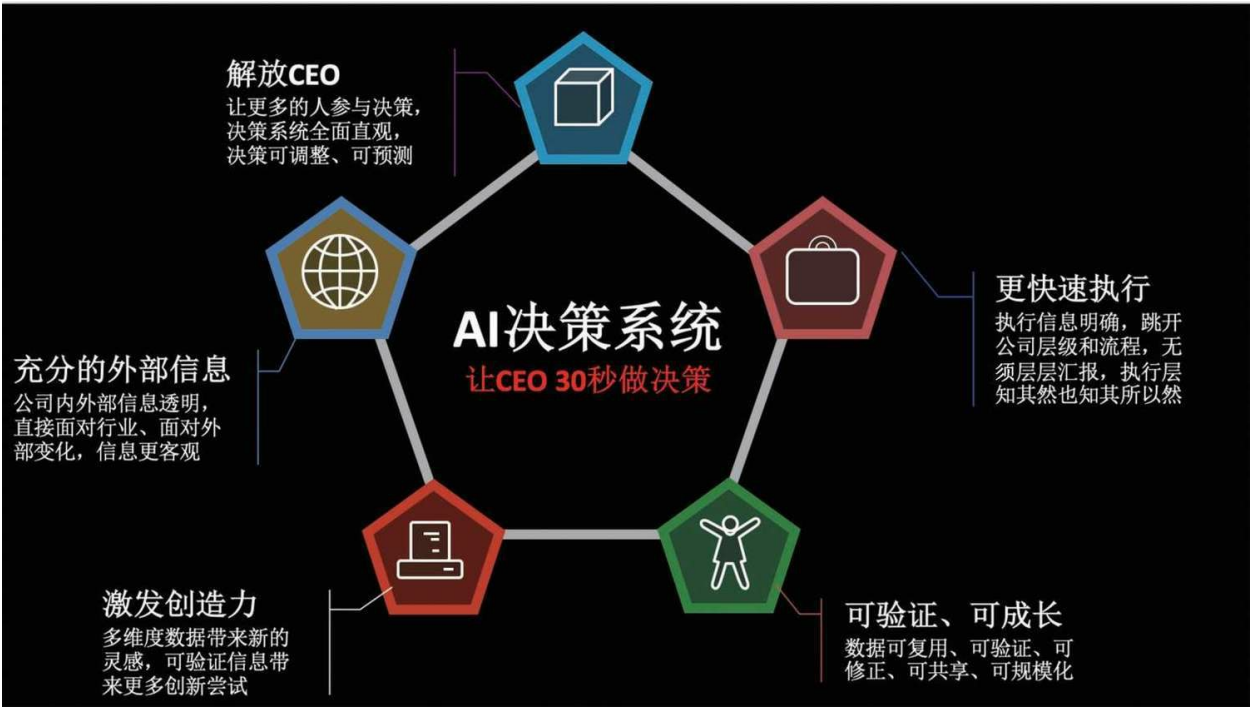 解放CEO
让更多的人参与决策，
决策系统全面直观，
决策可调整、可预测
更快速执行
执行信息明确，跳开
公司层级和流程，无
须层层汇报，执行层
知其然也知其所以然
AI决策系统
让CEO 30秒做决策
充分的外部信息
公司内外部信息透明，
直接面对行业、面对外
部变化，信息更客观
激发创造力
多维度数据带来新的
灵感，可验证信息带
来更多创新尝试
可验证、可成长
数据可复用、可验证、可
修正、可共享、可规模化